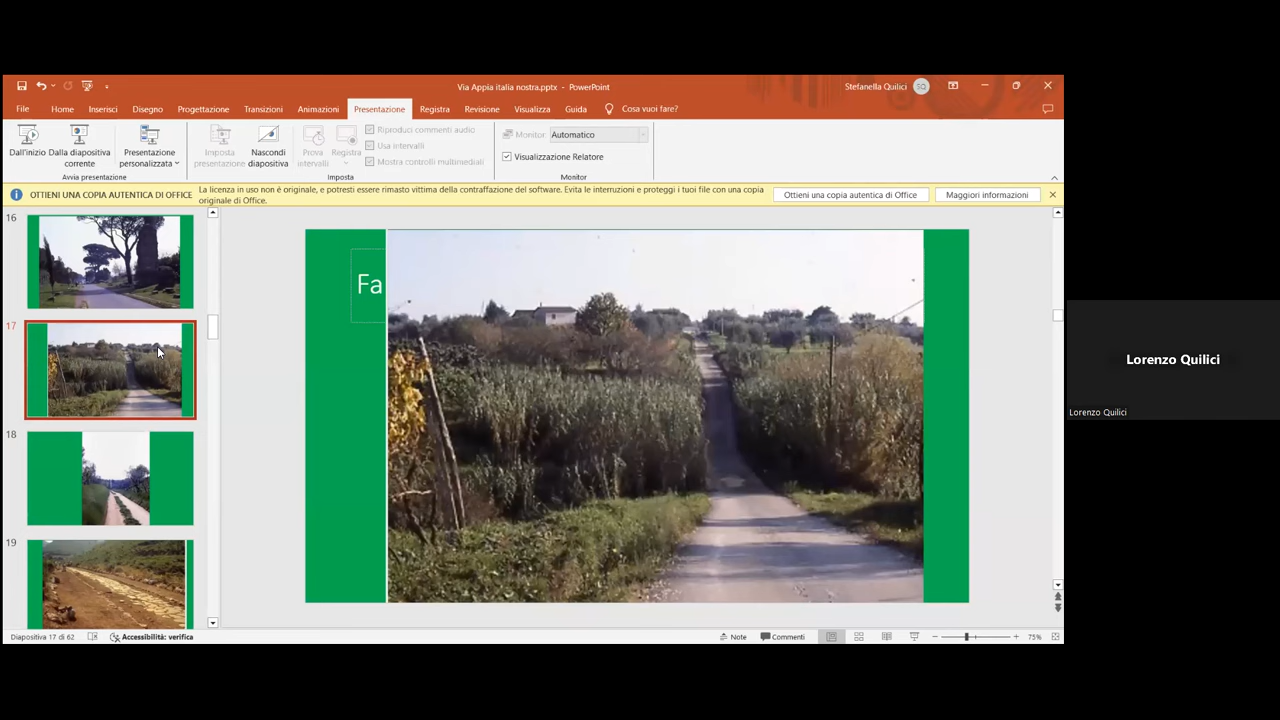 Via Appia italia nostra.pptx - PowerPoint
Stefanella Quilici SQ
File Home Inserisci Disegno Progettazione Transizioni Animazioni Presentazione Registra Revisione Visualizza Guida Cosa vuoi fare?
Dall'inizio
Dalla diapositiva
corrente
Presentazione
personalizzata
Avvia presentazione
Imposta
presentazione
Nascondi
diapositiva
Prova
intervalli
Registra
Riproduci commenti audio
Usa intervalli
Mostra controlli multimediali
Imposta
Monitor: Automatico
Visualizzazione Relatore
Monitor
OTTIENI UNA COPIA AUTENTICA DI OFFICE
La licenza in uso non è originale, e potresti essere rimasto vittima della contraffazione del software. Evita le interruzioni e proteggi i tuoi file con una copia
originale di Office.
Ottieni una copia autentica di Office
Maggiori informazioni
16
17
18
19
Fa
Lorenzo Quilici
Lorenzo Quilici
Diapositiva 17 di 62
Accessibilità: verifica
Note
Commenti
75%